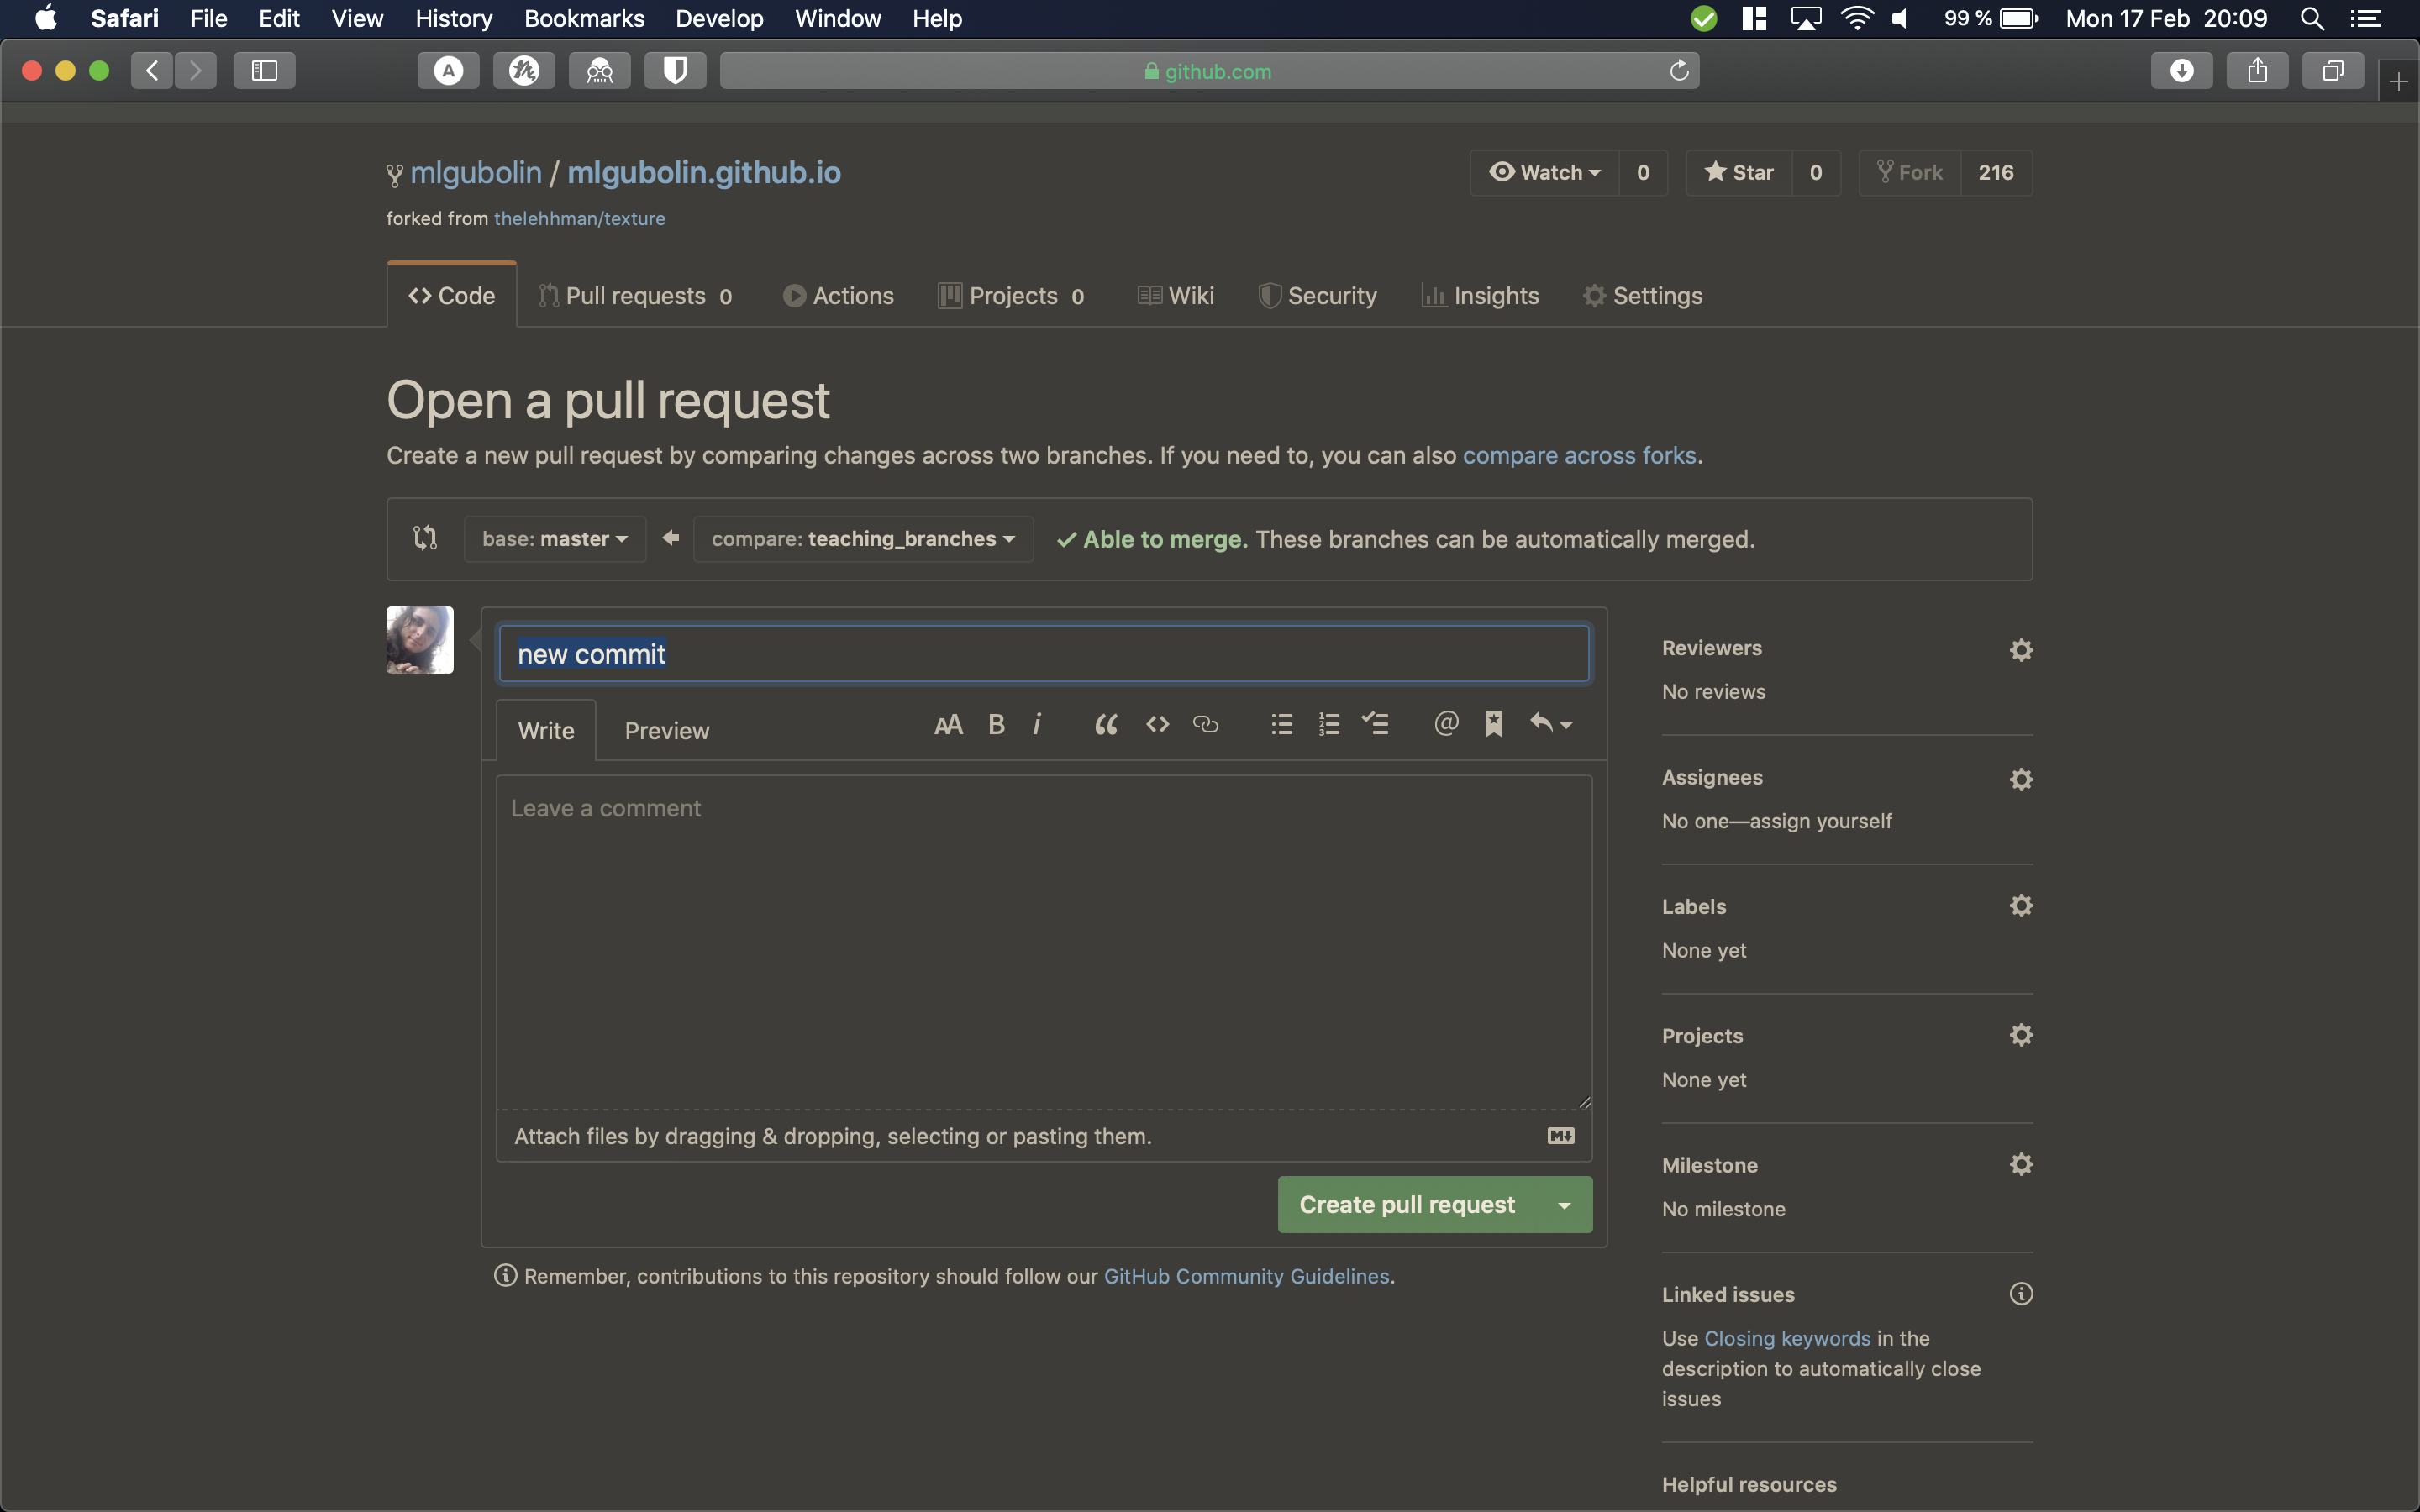 Safari File Edit View History Bookmarks Develop Window Help 99 % Mon 17 Feb 20:09
A github.com
mlgubolin / mlgubolin.github.io Watch 0 Star 0 Fork 216
forked from thelehhman/texture
Code Pull requests 0 Actions Projects 0 Wiki Security Insights Settings
Open a pull request
Create a new pull request by comparing changes across two branches. If you need to, you can also compare across forks.
base: master compare: teaching_branches Able to merge. These branches can be automatically merged.
new commit
Write Preview AA B i @
Leave a comment
Attach files by dragging & dropping, selecting or pasting them. M
Create pull request
Remember, contributions to this repository should follow our GitHub Community Guidelines.
Reviewers
No reviews
Assignees
No one—assign yourself
Labels
None yet
Projects
None yet
Milestone
No milestone
Linked issues
Use Closing keywords in the
description to automatically close
issues
Helpful resources